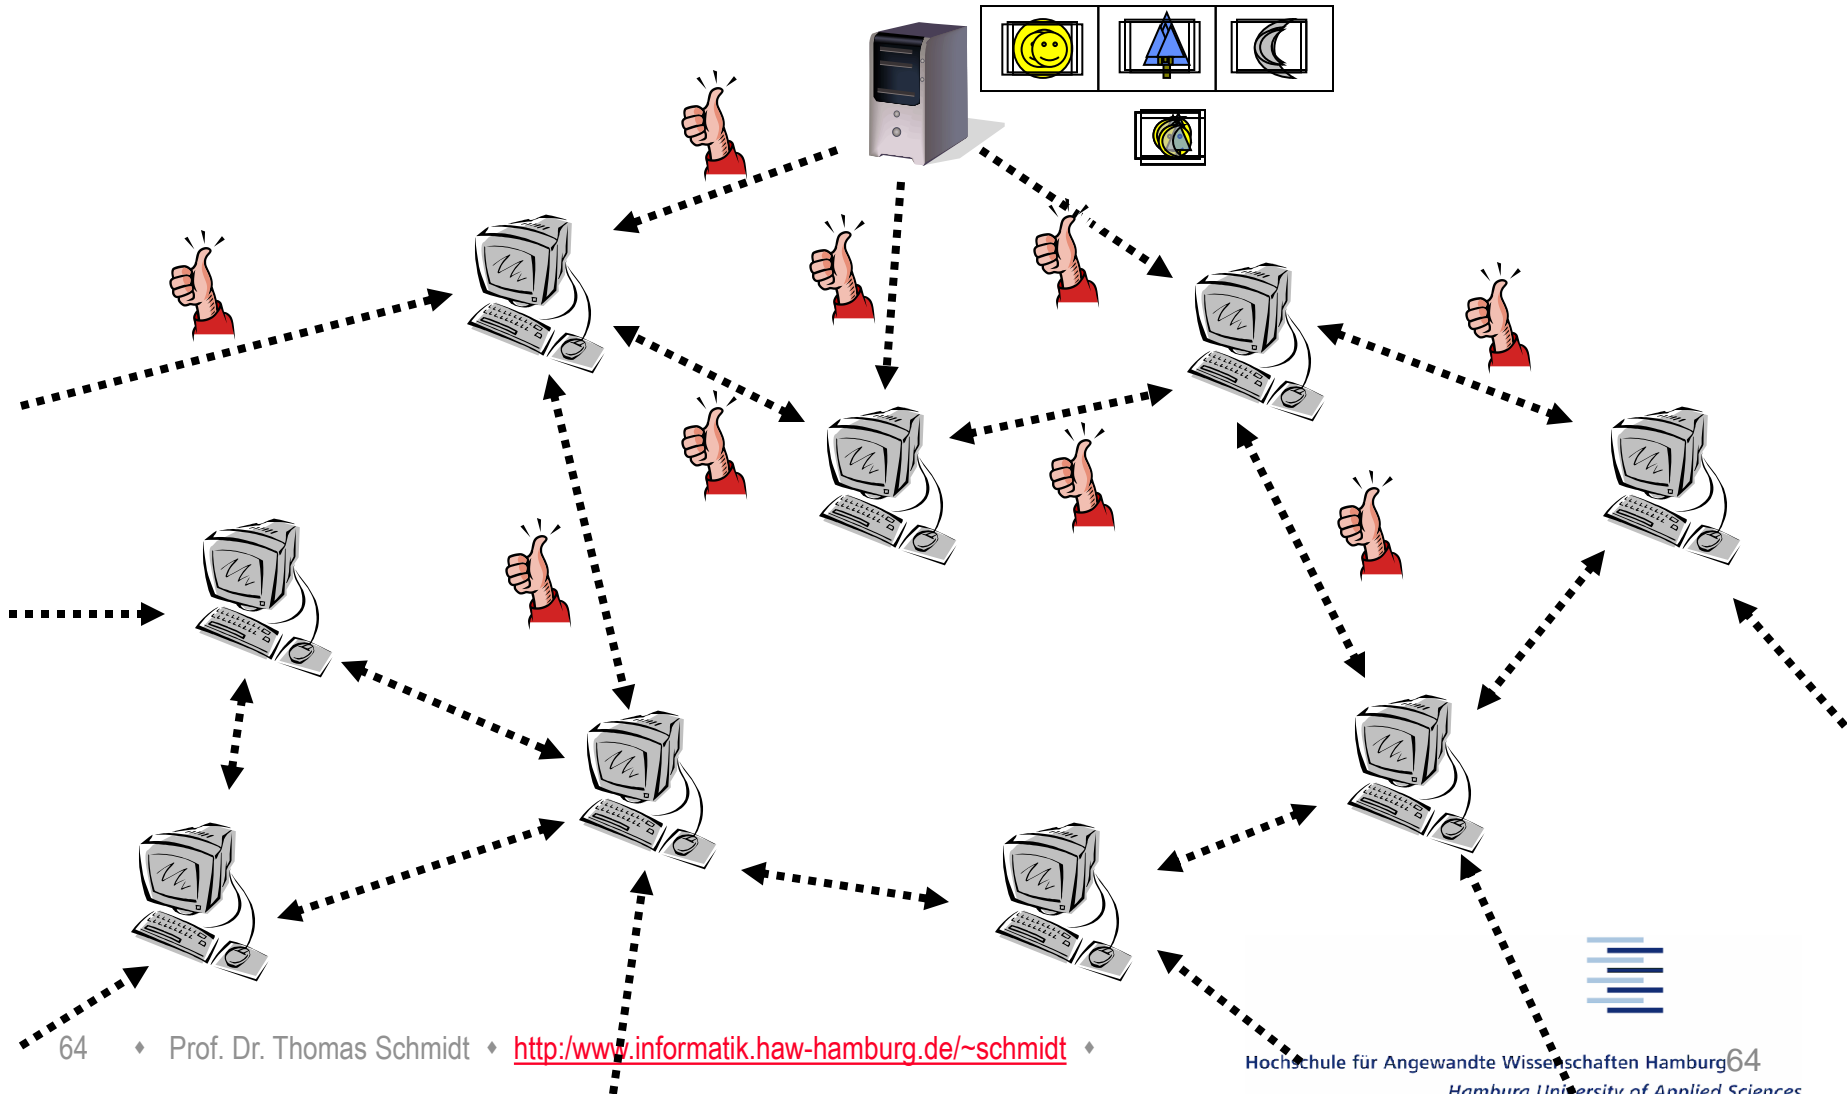 64 ⬥ Prof. Dr. Thomas Schmidt ⬥ http:/www.informatik.haw-hamburg.de/~schmidt ⬥
Hochschule für Angewandte Wissenschaften Hamburg 64
Hamburg University of Applied Sciences